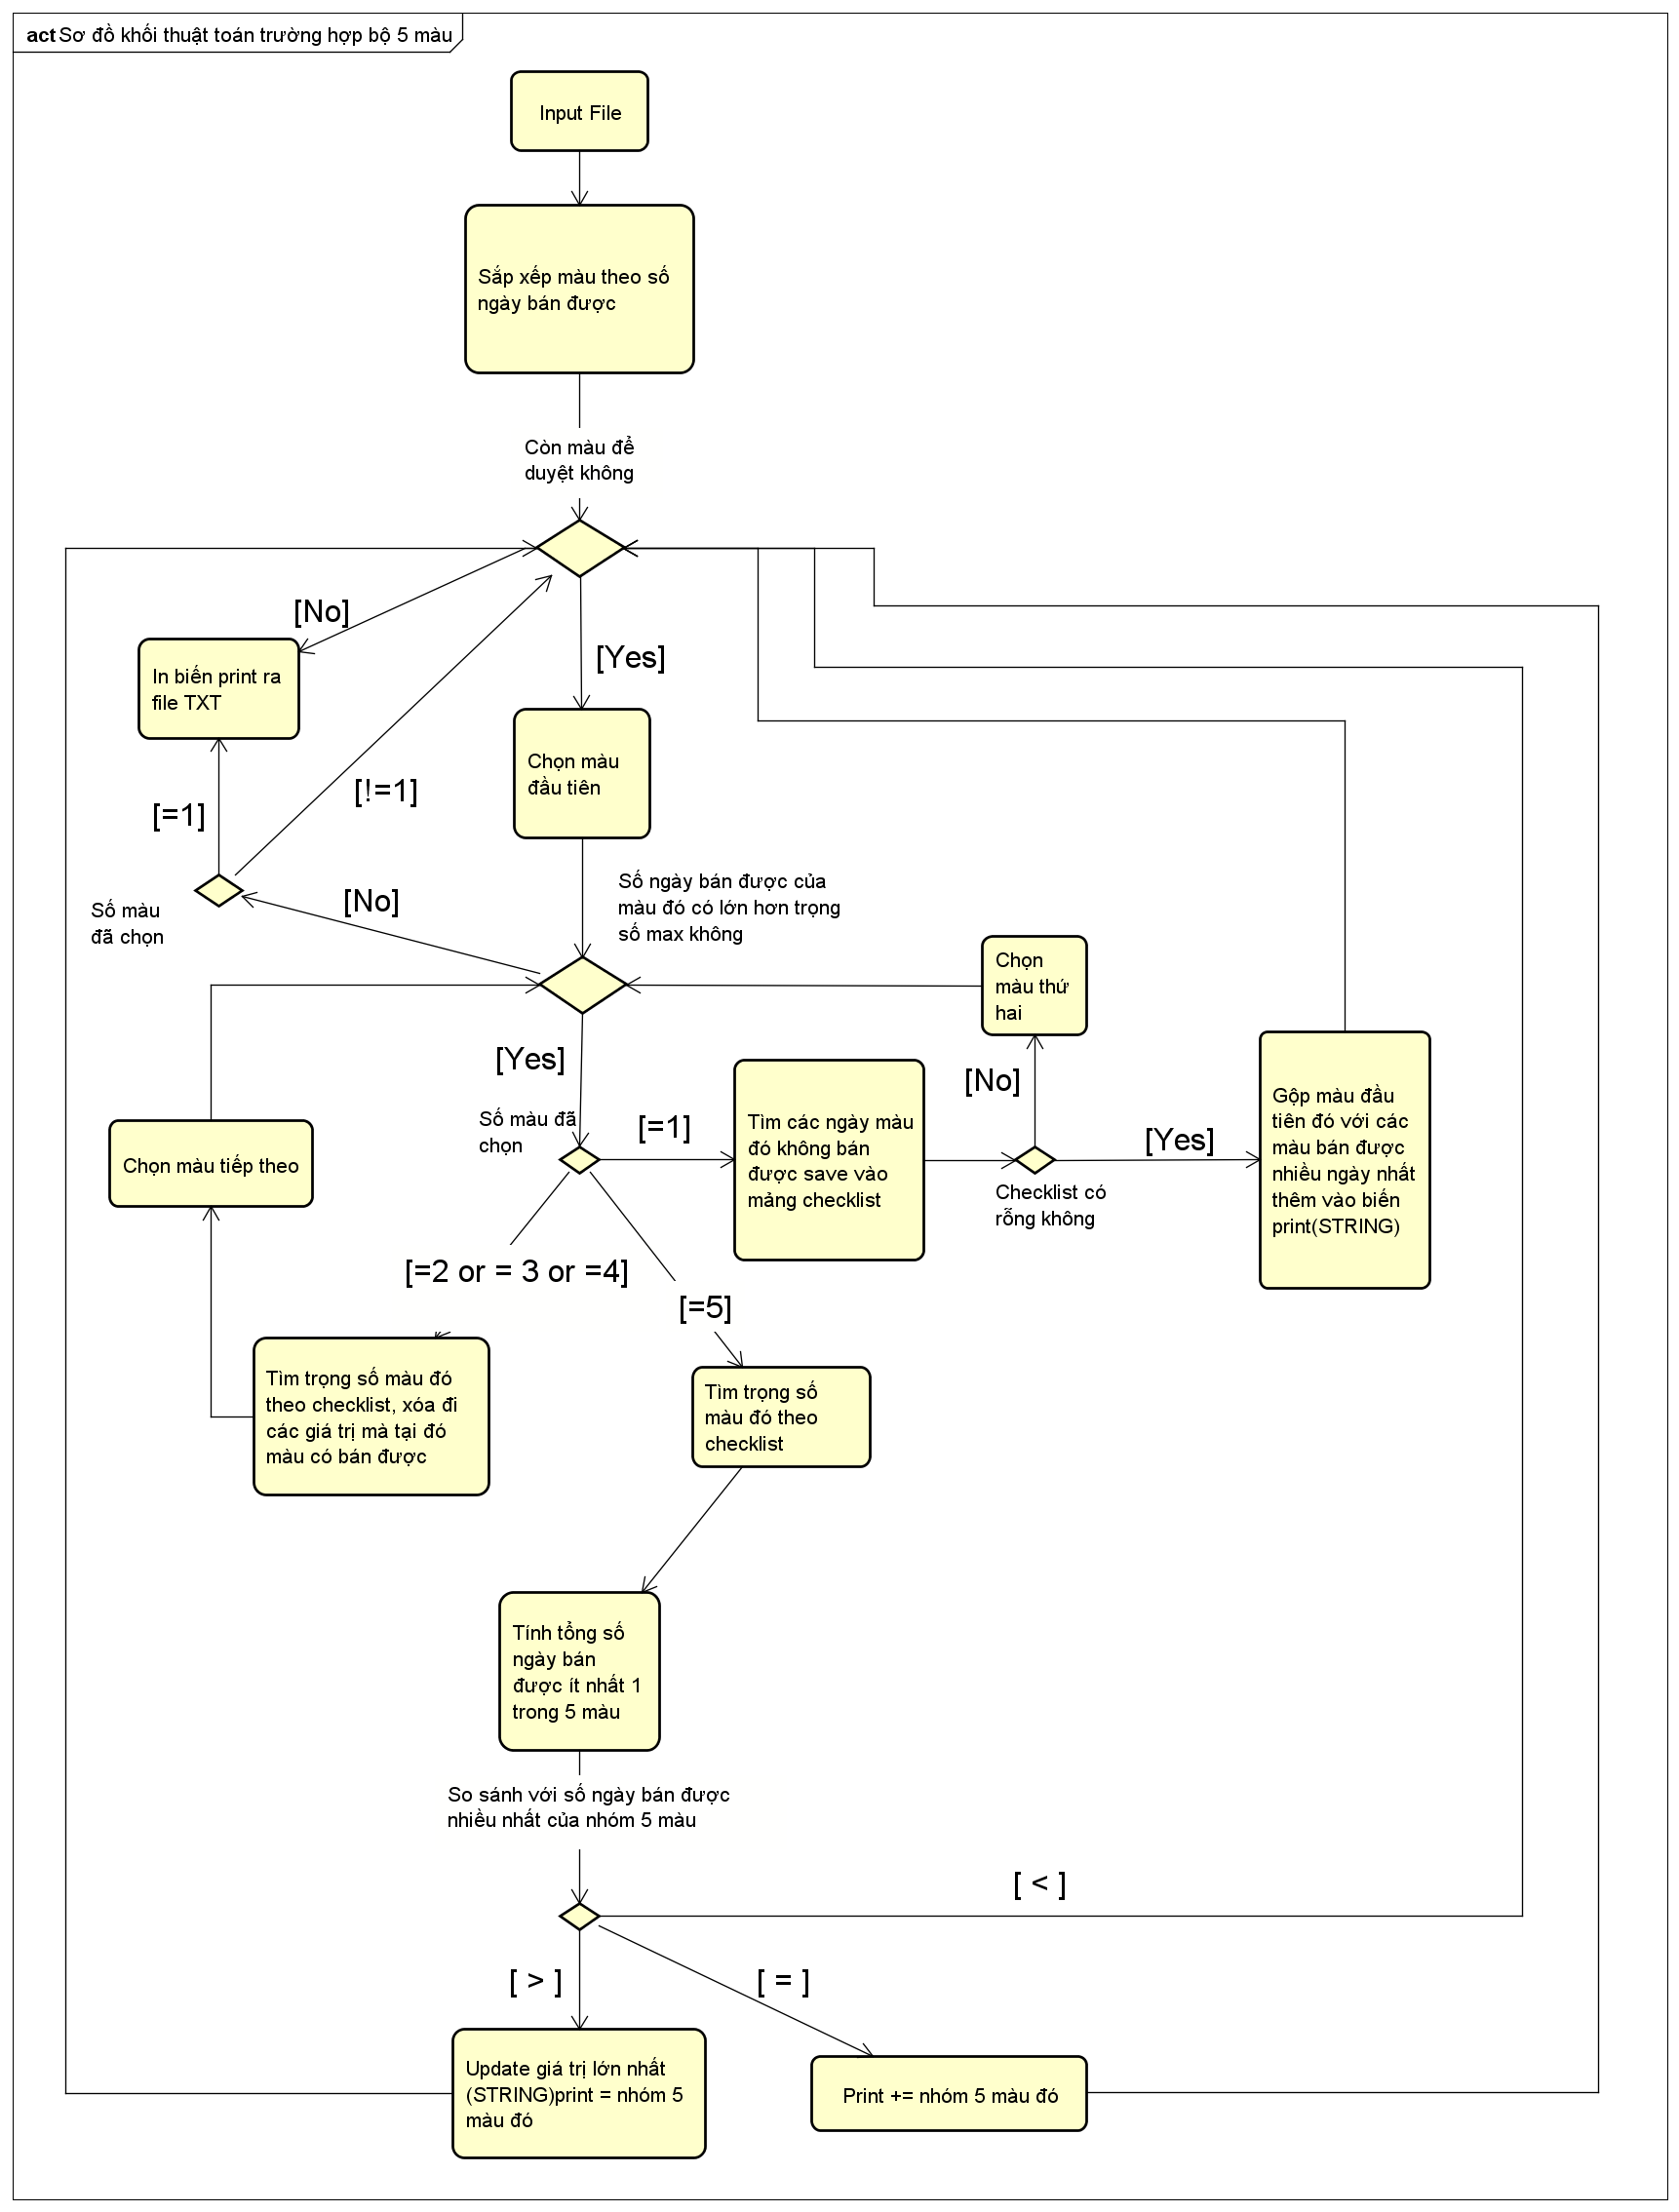 act Sơ đồ khối thuật toán trường hợp bộ 5 màu
Input File
Sắp xếp màu theo số
ngày bán được
Còn màu để
duyệt không
[No]
[Yes]
In biến print ra
file TXT
Chọn màu
đầu tiên
[=1]
[!=1]
Số màu
đã chọn
[No]
Số ngày bán được của
màu đó có lớn hơn trọng
số max không
Chọn
màu thứ
hai
[Yes]
[No]
Số màu đã
chọn
[=1]
Tìm các ngày màu
đó không bán
được save vào
mảng checklist
Checklist có
rỗng không
[Yes]
Gộp màu đầu
tiên đó với các
màu bán được
nhiều ngày nhất
thêm vào biến
print(STRING)
Chọn màu tiếp theo
[=2 or = 3 or =4]
[=5]
Tìm trọng số màu đó
theo checklist, xóa đi
các giá trị mà tại đó
màu có bán được
Tìm trọng số
màu đó theo
checklist
Tính tổng số
ngày bán
được ít nhất 1
trong 5 màu
So sánh với số ngày bán được
nhiều nhất của nhóm 5 màu
[ < ]
[ > ]
[ = ]
Update giá trị lớn nhất
(STRING)print = nhóm 5
màu đó
Print += nhóm 5 màu đó